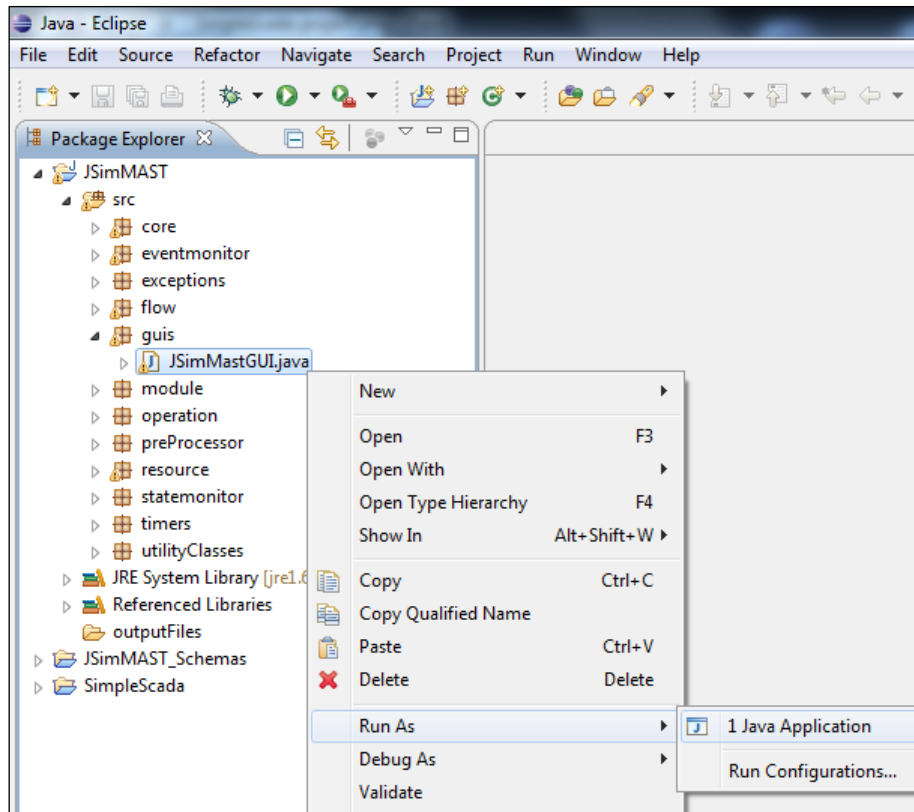 Java - Eclipse
File Edit Source Refactor Navigate Search Project Run Window Help
Package Explorer
JSimMAST
src
core
eventmonitor
exceptions
flow
guis
JSimMastGUI.java
module
operation
preProcessor
resource
statemonitor
timers
utilityClasses
JRE System Library [jre1.6
Referenced Libraries
outputFiles
JSimMAST_Schemas
SimpleScada
New
Open F3
Open With
Open Type Hierarchy F4
Show In Alt+Shift+W
Copy Ctrl+C
Copy Qualified Name
Paste Ctrl+V
Delete Delete
Run As
Debug As
Validate
1 Java Application
Run Configurations...